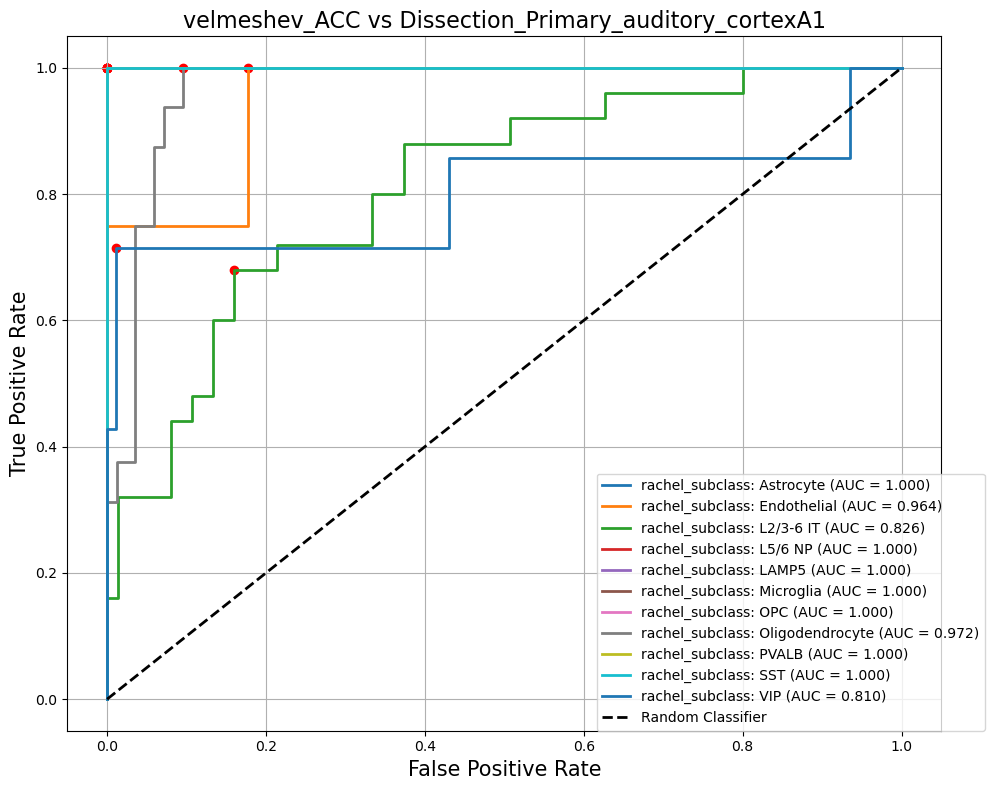 velmeshev_ACC vs Dissection_Primary_auditory_cortexA1
True Positive Rate
1.0
0.8
0.6
0.4
0.2
0.0
rachel_subclass: Astrocyte (AUC = 1.000)
rachel_subclass: Endothelial (AUC = 0.964)
rachel_subclass: L2/3-6 IT (AUC = 0.826)
rachel_subclass: L5/6 NP (AUC = 1.000)
rachel_subclass: LAMP5 (AUC = 1.000)
rachel_subclass: Microglia (AUC = 1.000)
rachel_subclass: OPC (AUC = 1.000)
rachel_subclass: Oligodendrocyte (AUC = 0.972)
rachel_subclass: PVALB (AUC = 1.000)
rachel_subclass: SST (AUC = 1.000)
rachel_subclass: VIP (AUC = 0.810)
Random Classifier
0.0 0.2 0.4 0.6 0.8 1.0
False Positive Rate